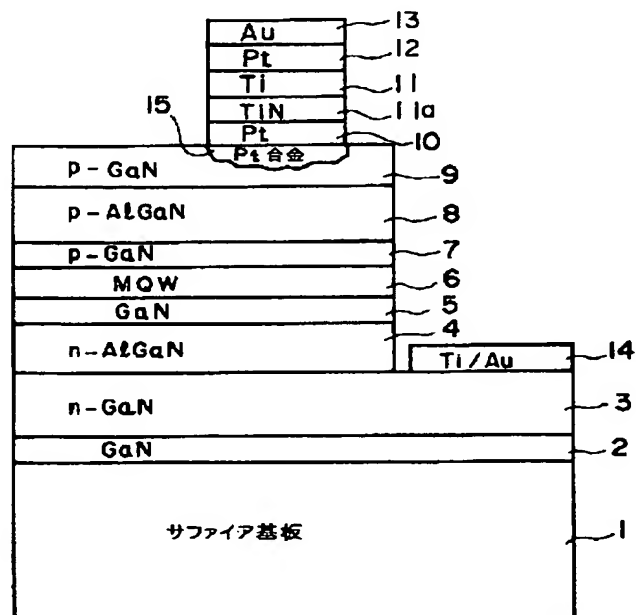 Au 13
Pt 12
Ti 11
TiN 11a
Pt 10
15 Pt合金
p-GaN 9
p-AlGaN 8
p-GaN 7
MQW 6
GaN 5
n-AlGaN 4
Ti/Au 14
n-GaN 3
GaN 2
サファイア基板 1